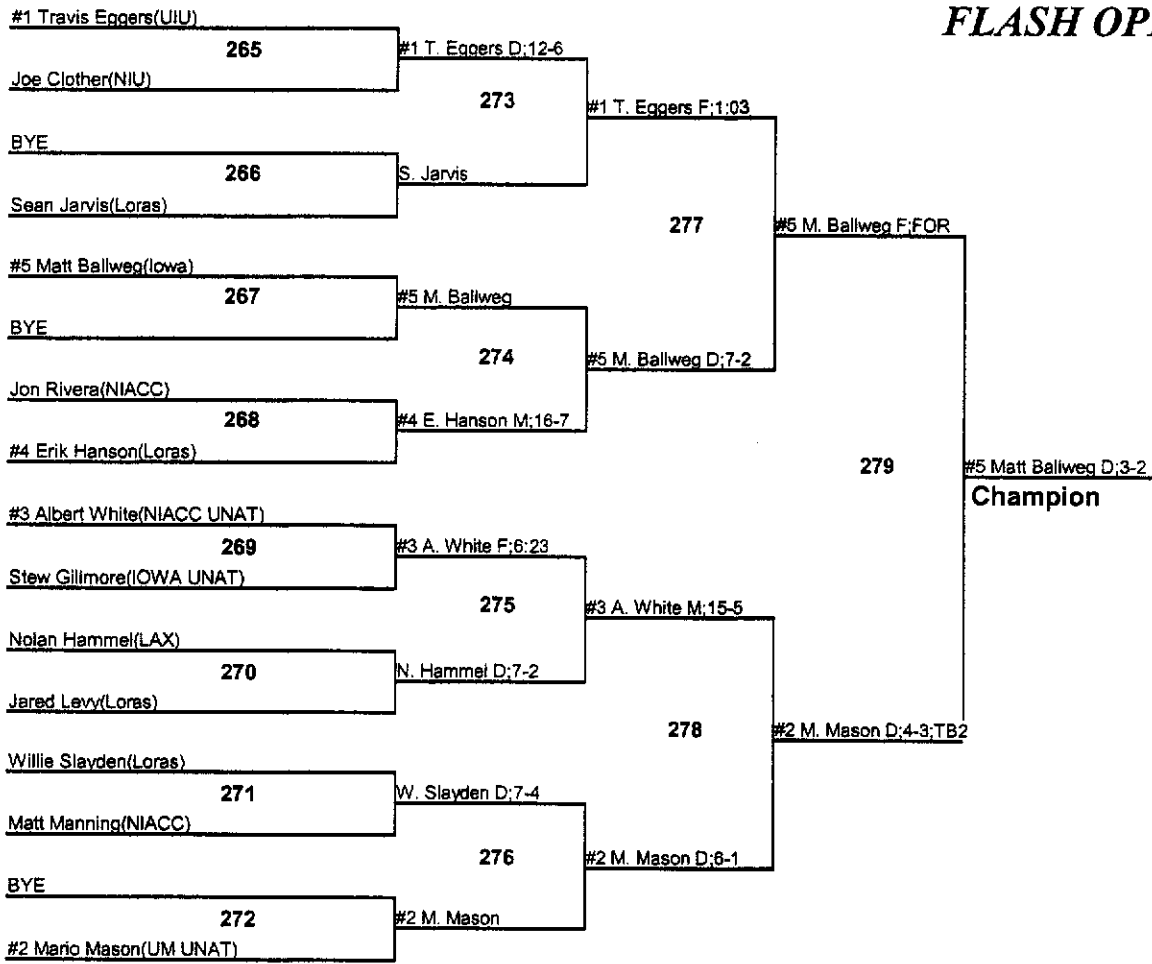 FLASH OP
#1 Travis Eggers(UIU)
265
Joe Clother(NIU)
BYE
266
Sean Jarvis(Loras)
#5 Matt Ballweg(Iowa)
267
BYE
Jon Rivera(NIACC)
268
#4 Erik Hanson(Loras)
#3 Albert White(NIACC UNAT)
269
Stew Gillmore(IOWA UNAT)
Nolan Hammel(LAX)
270
Jared Levy(Loras)
Willie Slayden(Loras)
271
Matt Manning(NIACC)
BYE
272
#2 Mario Mason(UM UNAT)
#1 T. Eggers D;12-6
273
S. Jarvis
#5 M. Ballweg
274
#4 E. Hanson M;16-7
#3 A. White F;6:23
275
N. Hammel D;7-2
W. Slayden D;7-4
276
#2 M. Mason
#1 T. Eggers F;1:03
277
#5 M. Ballweg D;7-2
#3 A. White M;15-5
278
#2 M. Mason D;6-1
#5 M. Ballweg F;FOR
279
#2 M. Mason D;4-3;TB2
#5 Matt Ballweg D;3-2
Champion